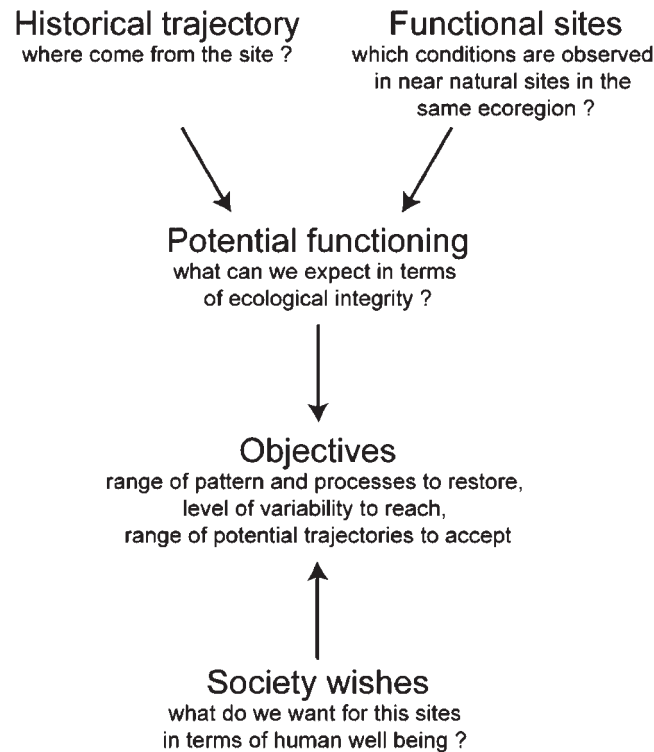 Historical trajectory
where come from the site ?
Functional sites
which conditions are observed
in near natural sites in the
same ecoregion ?
Potential functioning
what can we expect in terms
of ecological integrity ?
Objectives
range of pattern and processes to restore,
level of variability to reach,
range of potential trajectories to accept
Society wishes
what do we want for this sites
in terms of human well being ?